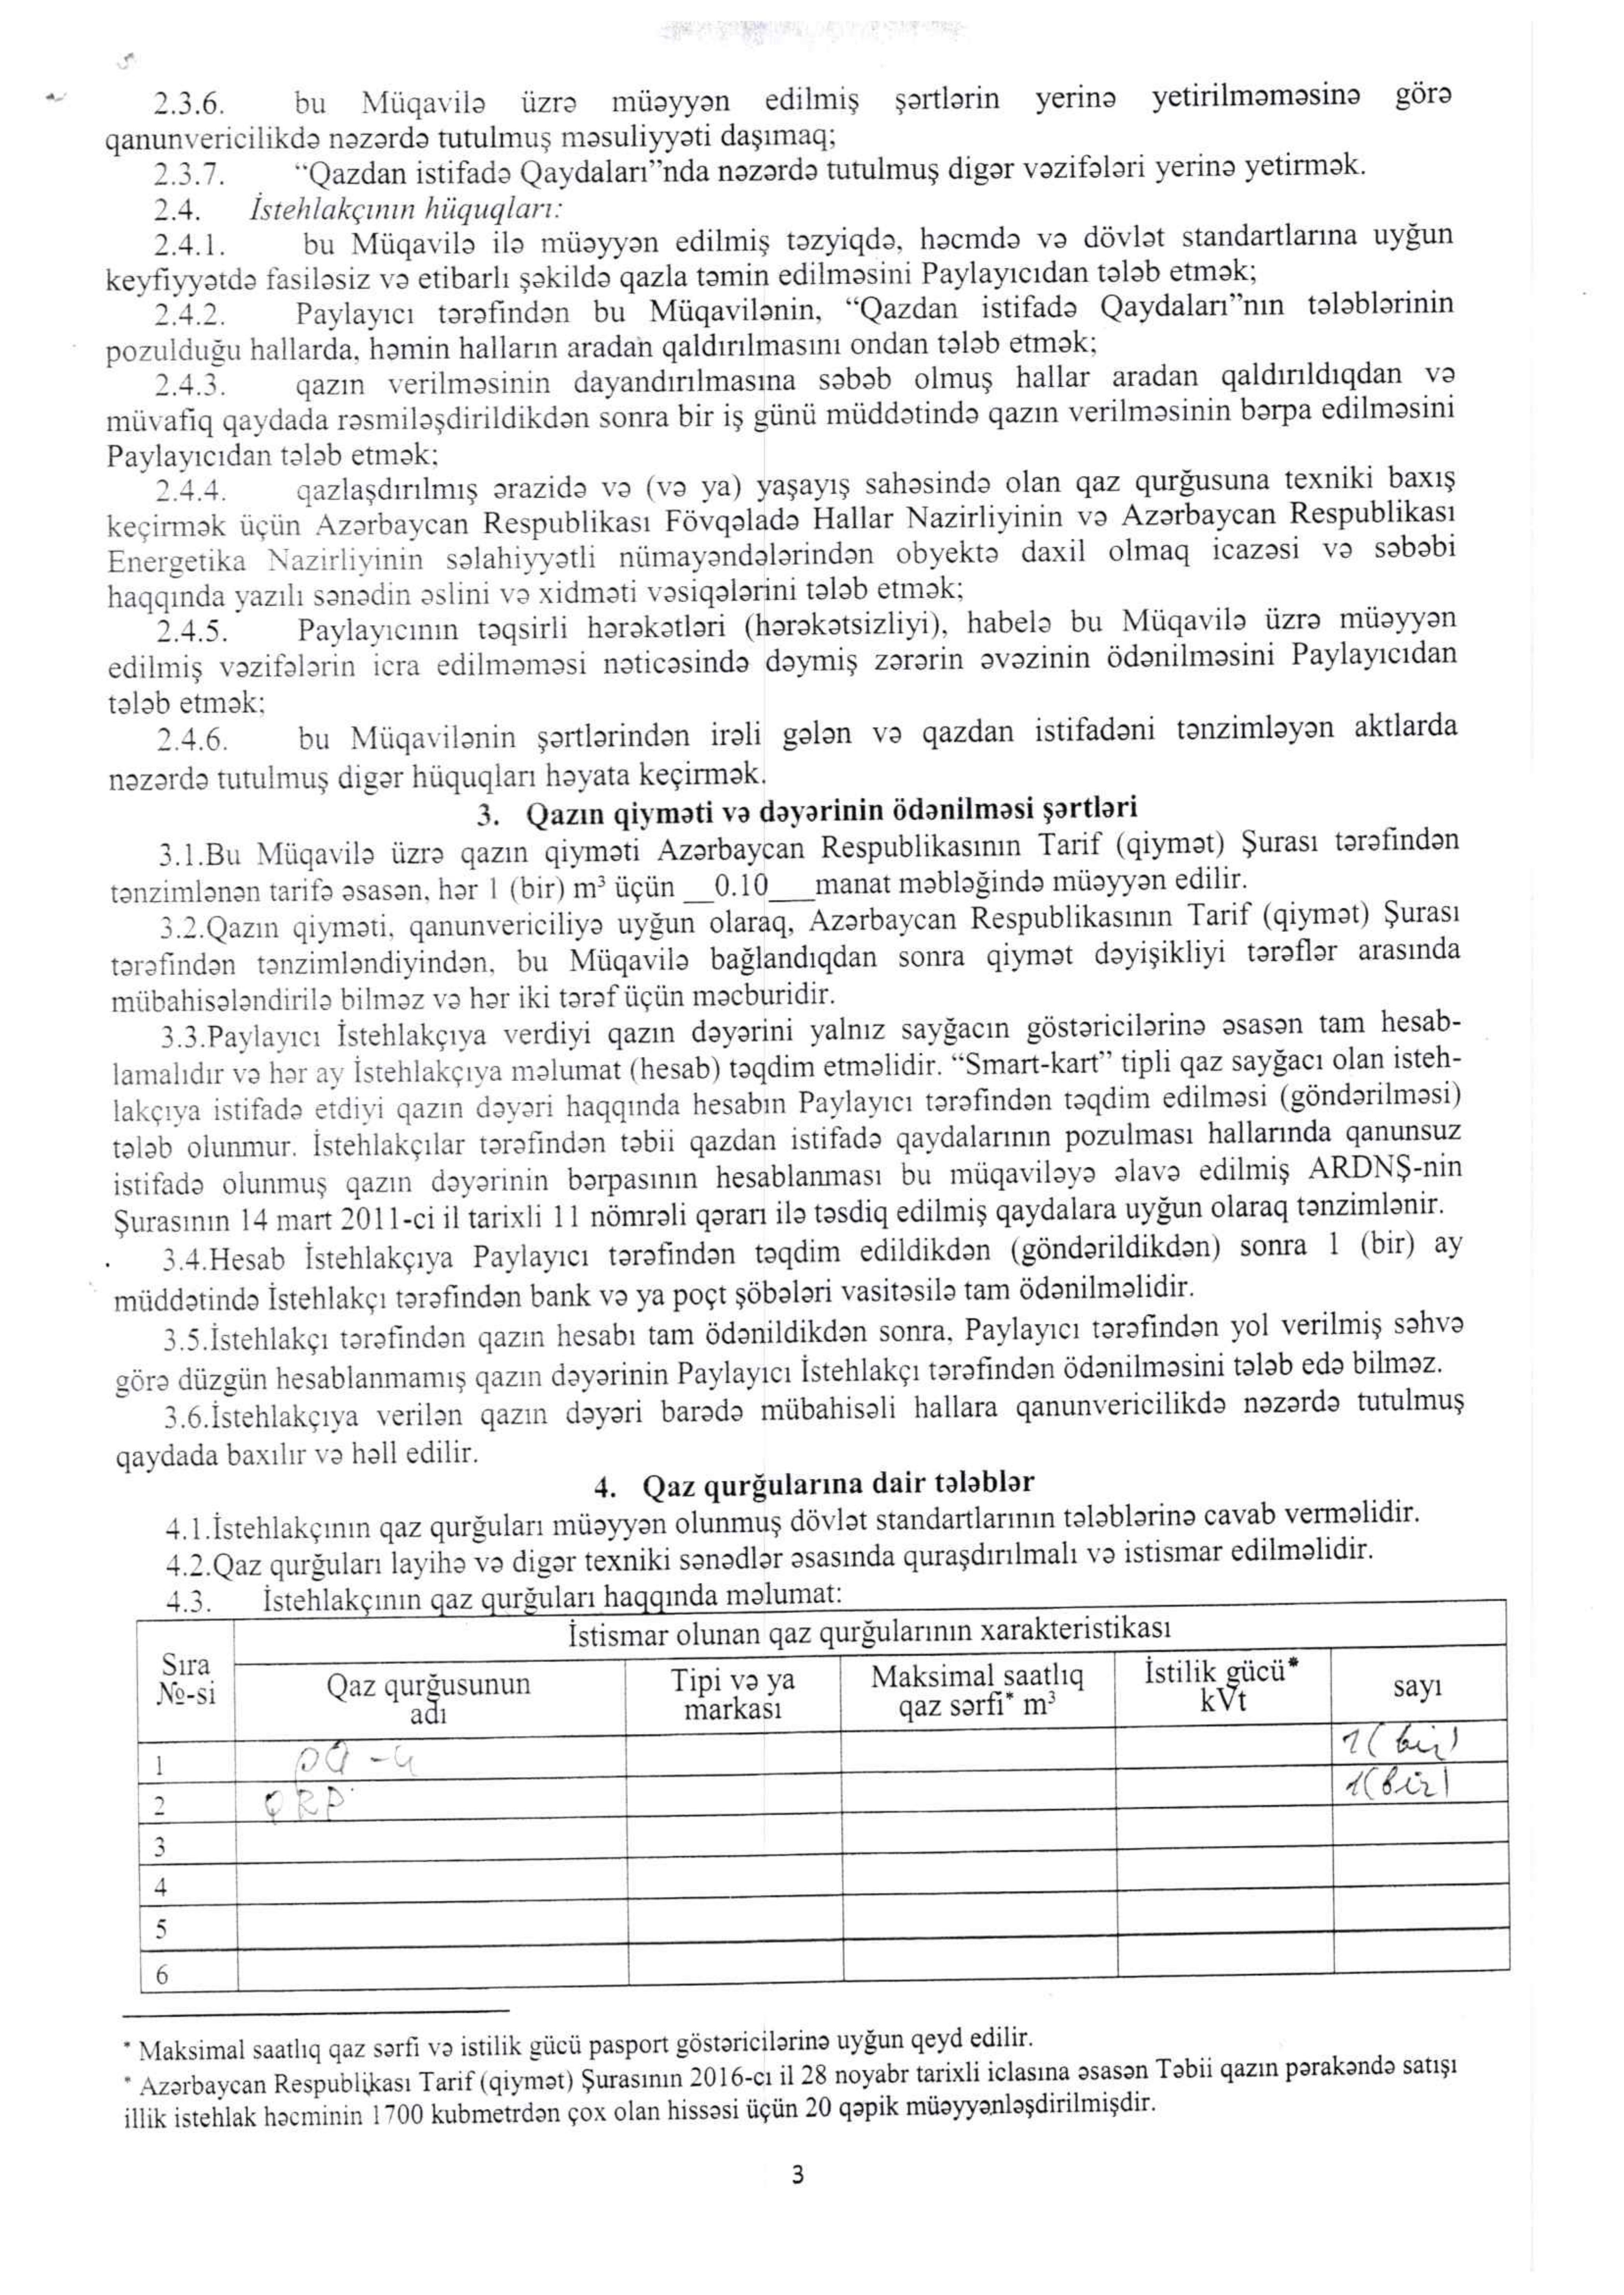 2.3.6. bu Müqavilə üzrə müəyyən edilmiş şərtlərin yerinə yetirilməməsinə görə
qanunvericilikdə nəzərdə tutulmuş məsuliyyəti daşımaq;
2.3.7. “Qazdan istifadə Qaydaları”nda nəzərdə tutulmuş digər vəzifələri yerinə yetirmək.
2.4. İstehlakçının hüquqları:
2.4.1. bu Müqavilə ilə müəyyən edilmiş təzyiqdə, həcmdə və dövlət standartlarına uyğun
keyfiyyətdə fasiləsiz və etibarlı şəkildə qazla təmin edilməsini Paylayıcıdan tələb etmək;
2.4.2. Paylayıcı tərəfindən bu Müqavilənin, “Qazdan istifadə Qaydaları”nın tələblərinin
pozulduğu hallarda, həmin halların aradan qaldırılmasını ondan tələb etmək;
2.4.3. qazın verilməsinin dayandırılmasına səbəb olmuş hallar aradan qaldırıldıqdan və
müvafiq qaydada rəsmiləşdirildikdən sonra bir iş günü müddətində qazın verilməsinin bərpa edilməsini
Paylayıcıdan tələb etmək;
2.4.4. qazlaşdırılmış ərazidə və (və ya) yaşayış sahəsində olan qaz qurğusuna texniki baxış
keçirmək üçün Azərbaycan Respublikası Fövqəladə Hallar Nazirliyinin və Azərbaycan Respublikası
Energetika Nazirliyinin səlahiyyətli nümayəndələrindən obyektə daxil olmaq icazəsi və səbəbi
haqqında yazılı sənədin əslini və xidməti vəsiqələrini tələb etmək;
2.4.5. Paylayıcının təqsirli hərəkətləri (hərəkətsizliyi), habelə bu Müqavilə üzrə müəyyən
edilmiş vəzifələrin icra edilməməsi nəticəsində dəymiş zərərin əvəzinin ödənilməsini Paylayıcıdan
tələb etmək;
2.4.6. bu Müqavilənin şərtlərindən irəli gələn və qazdan istifadəni tənzimləyən aktlarda
nəzərdə tutulmuş digər hüquqları həyata keçirmək.
3. Qazın qiyməti və dəyərinin ödənilməsi şərtləri
3.1.Bu Müqavilə üzrə qazın qiyməti Azərbaycan Respublikasının Tarif (qiymət) Şurası tərəfindən
tənzimlənən tarifə əsasən, hər 1 (bir) m³ üçün __0.10___manat məbləğində müəyyən edilir.
3.2.Qazın qiyməti, qanunvericiliyə uyğun olaraq, Azərbaycan Respublikasının Tarif (qiymət) Şurası
tərəfindən tənzimləndiyindən, bu Müqavilə bağlandıqdan sonra qiymət dəyişikliyi tərəflər arasında
mübahisələndirilə bilməz və hər iki tərəf üçün məcburidir.
3.3.Paylayıcı İstehlakçıya verdiyi qazın dəyərini yalnız sayğacın göstəricilərinə əsasən tam hesab-
lamalıdır və hər ay İstehlakçıya məlumat (hesab) təqdim etməlidir. “Smart-kart” tipli qaz sayğacı olan isteh-
lakçıya istifadə etdiyi qazın dəyəri haqqında hesabın Paylayıcı tərəfindən təqdim edilməsi (göndərilməsi)
tələb olunmur. İstehlakçılar tərəfindən təbii qazdan istifadə qaydalarının pozulması hallarında qanunsuz
istifadə olunmuş qazın dəyərinin bərpasının hesablanması bu müqaviləyə əlavə edilmiş ARDNŞ-nin
Şurasının 14 mart 2011-ci il tarixli 11 nömrəli qərarı ilə təsdiq edilmiş qaydalara uyğun olaraq tənzimlənir.
3.4.Hesab İstehlakçıya Paylayıcı tərəfindən təqdim edildikdən (göndərildikdən) sonra 1 (bir) ay
müddətində İstehlakçı tərəfindən bank və ya poçt şöbələri vasitəsilə tam ödənilməlidir.
3.5.İstehlakçı tərəfindən qazın hesabı tam ödənildikdən sonra, Paylayıcı tərəfindən yol verilmiş səhvə
görə düzgün hesablanmamış qazın dəyərinin Paylayıcı İstehlakçı tərəfindən ödənilməsini tələb edə bilməz.
3.6.İstehlakçıya verilən qazın dəyəri barədə mübahisəli hallara qanunvericilikdə nəzərdə tutulmuş
qaydada baxılır və həll edilir.
4. Qaz qurğularına dair tələblər
4.1.İstehlakçının qaz qurğuları müəyyən olunmuş dövlət standartlarının tələblərinə cavab verməlidir.
4.2.Qaz qurğuları layihə və digər texniki sənədlər əsasında quraşdırılmalı və istismar edilməlidir.
4.3. İstehlakçının qaz qurğuları haqqında məlumat:
İstismar olunan qaz qurğularının xarakteristikası
Sıra
№-si
Qaz qurğusunun
adı
Tipi və ya
markası
Maksimal saatlıq
qaz sərfi* m³
İstilik gücü*
kVt
sayı
1 1(bir)
2 QRP 1(bir)
3
4
5
6
* Maksimal saatlıq qaz sərfi və istilik gücü pasport göstəricilərinə uyğun qeyd edilir.
* Azərbaycan Respublikası Tarif (qiymət) Şurasının 2016-cı il 28 noyabr tarixli iclasına əsasən Təbii qazın pərakəndə satışı
illik istehlak həcminin 1700 kubmetrdən çox olan hissəsi üçün 20 qəpik müəyyənləşdirilmişdir.
3